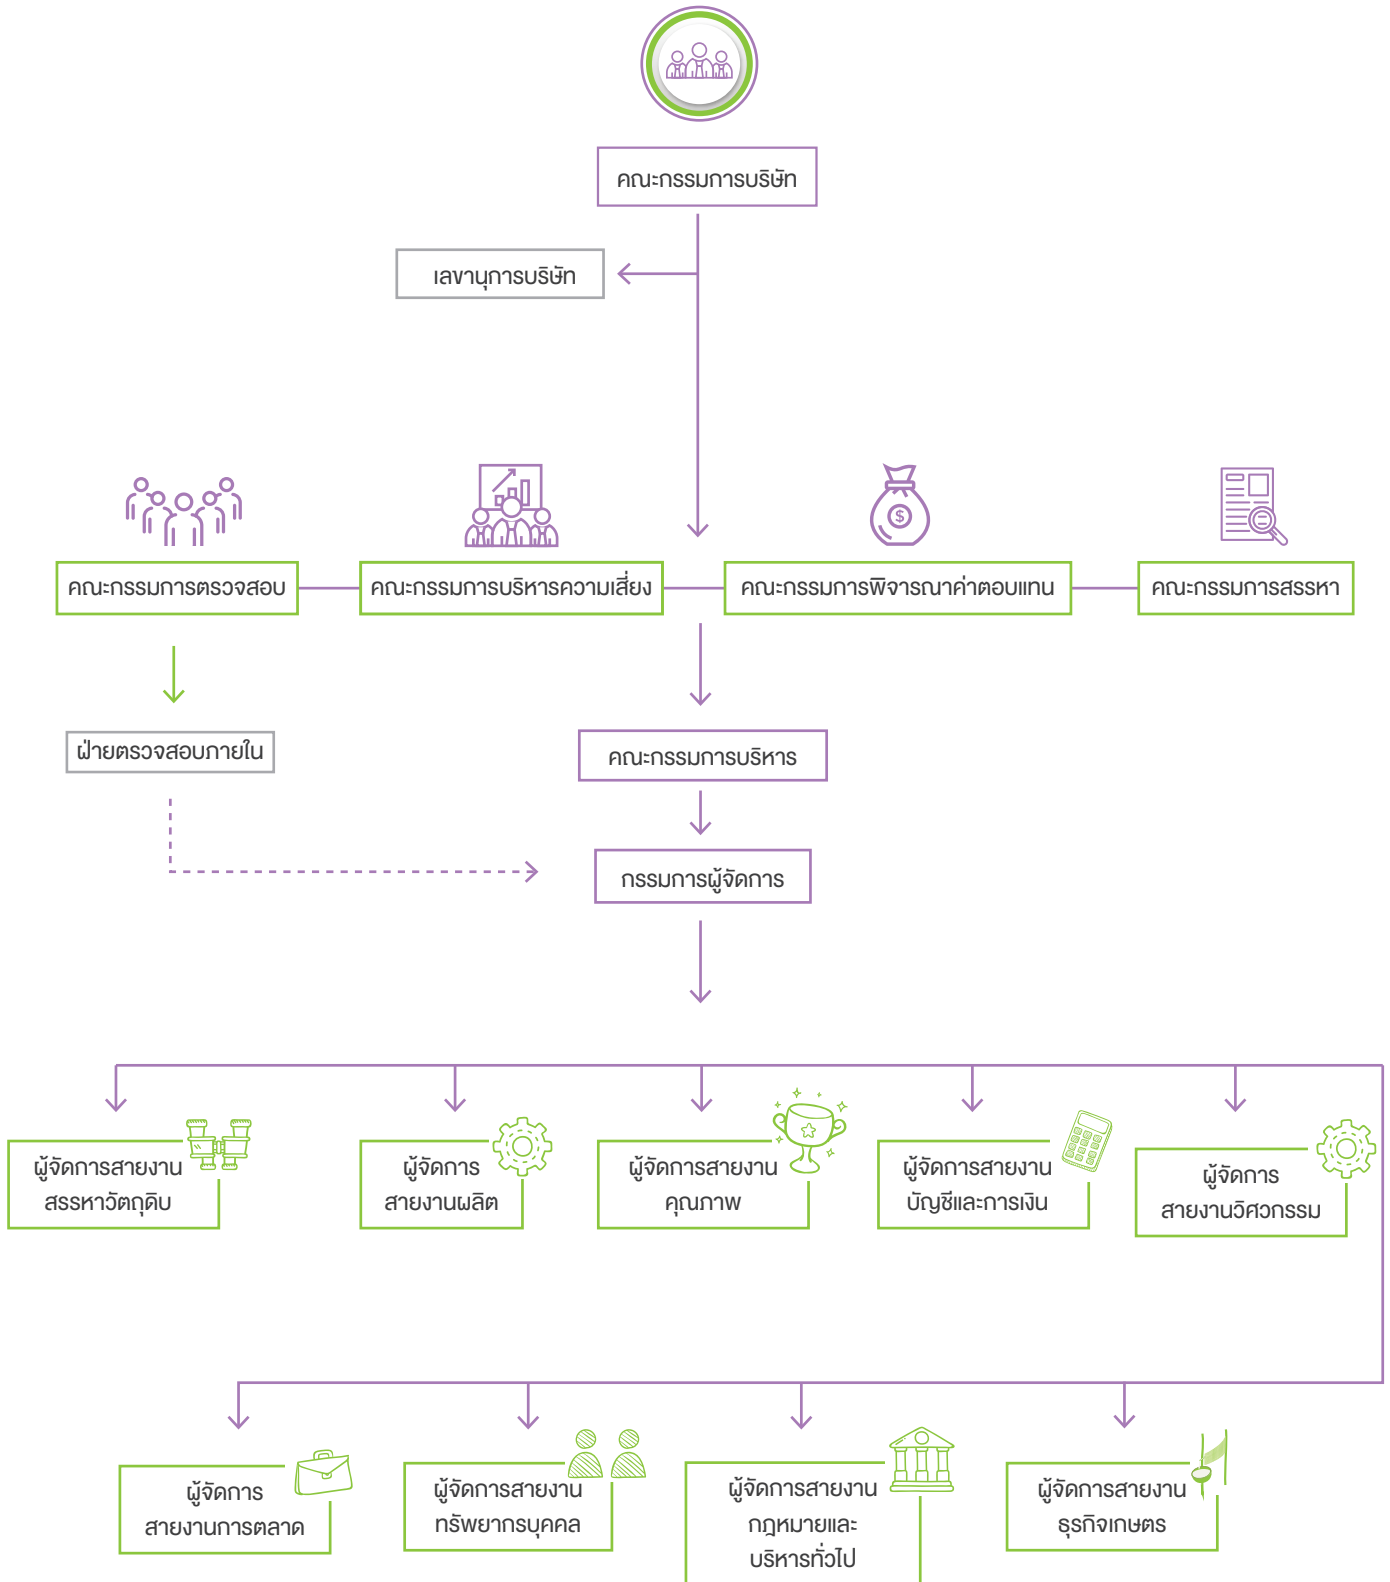 คณะกรรมการบริษัท
เลขานุการบริษัท
$
คณะกรรมการตรวจสอบ
คณะกรรมการบริหารความเสี่ยง
คณะกรรมการพิจารณาค่าตอบแทน
คณะกรรมการสรรหา
ฝ่ายตรวจสอบภายใน
คณะกรรมการบริหาร
กรรมการผู้จัดการ
ผู้จัดการสายงาน
สรรหาวัตถุดิบ
ผู้จัดการ
สายงานผลิต
ผู้จัดการสายงาน
คุณภาพ
ผู้จัดการสายงาน
บัญชีและการเงิน
ผู้จัดการ
สายงานวิศวกรรม
ผู้จัดการ
สายงานการตลาด
ผู้จัดการสายงาน
ทรัพยากรบุคคล
ผู้จัดการสายงาน
กฎหมายและ
บริหารทั่วไป
ผู้จัดการสายงาน
ธุรกิจเกษตร